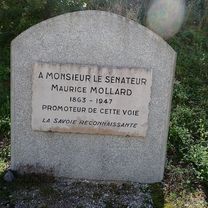 A MONSIEUR LE SENATEUR
MAURICE MOLLARD
1863 - 1947
PROMOTEUR DE CETTE VOIE
LA SAVOIE RECONNAISSANTE